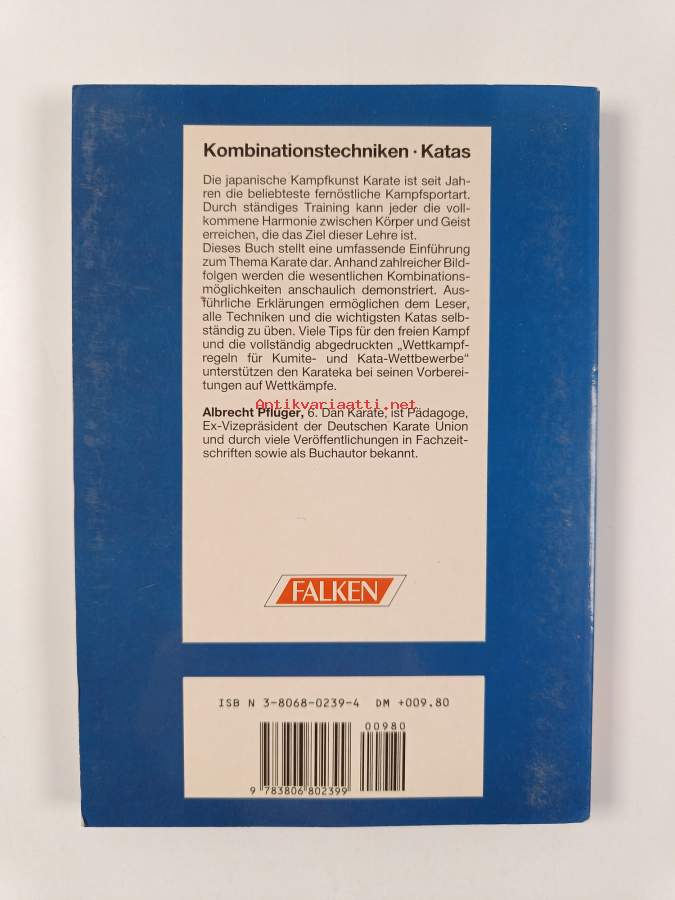 Kombinationstechniken · Katas
Die japanische Kampfkunst Karate ist seit Jah-
ren die beliebteste fernöstliche Kampfsportart.
Durch ständiges Training kann jeder die voll-
kommene Harmonie zwischen Körper und Geist
erreichen, die das Ziel dieser Lehre ist.
Dieses Buch stellt eine umfassende Einführung
zum Thema Karate dar. Anhand zahlreicher Bild-
folgen werden die wesentlichen Kombinations-
möglichkeiten anschaulich demonstriert. Aus-
führliche Erklärungen ermöglichen dem Leser,
alle Techniken und die wichtigsten Katas selb-
ständig zu üben. Viele Tips für den freien Kampf
und die vollständig abgedruckten „Wettkampf-
regeln für Kumite- und Kata-Wettbewerbe“
unterstützen den Karateka bei seinen Vorberei-
tungen auf Wettkämpfe.
Antikvariaatti.net
Albrecht Pflüger, 6. Dan Karate, ist Pädagoge,
Ex-Vizepräsident der Deutschen Karate Union
und durch viele Veröffentlichungen in Fachzeit-
schriften sowie als Buchautor bekannt.
FALKEN
ISBN 3-8068-0239-4 DM +009.80
00980
9 783806 802399